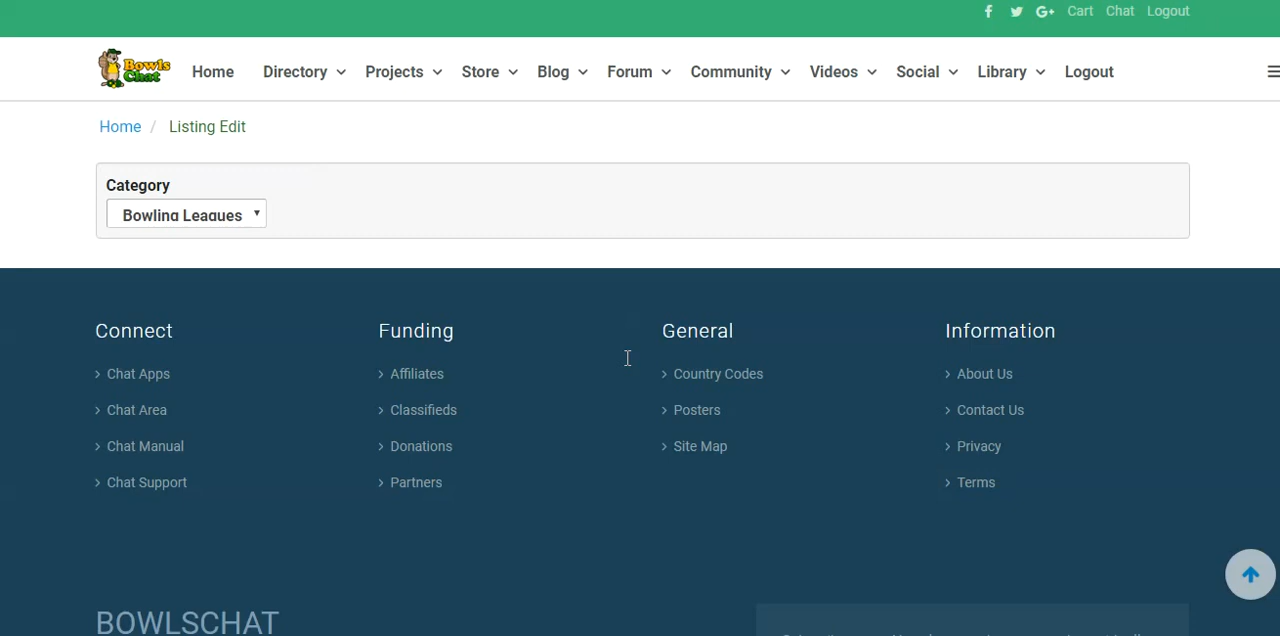 Cart Chat Logout
Bowls
Chat
Home Directory Projects Store Blog Forum Community Videos Social Library Logout
Home / Listing Edit
Category
Bowling Leagues
Connect Funding General Information
Chat Apps Affiliates Country Codes About Us
Chat Area Classifieds Posters Contact Us
Chat Manual Donations Site Map Privacy
Chat Support Partners Terms
BOWLSCHAT